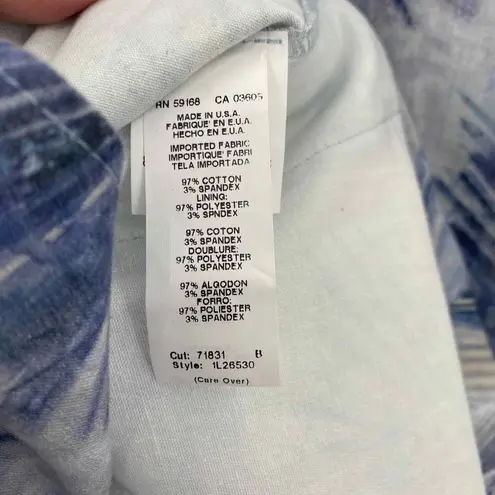 RN 59168 CA 03605
MADE IN U.S.A.
FABRIQUE' EN E.U.A.
HECHO EN E.U.A.
IMPORTED FABRIC
IMPORTIQUE' FABRI
TELA IMPORTADA
97% COTTON
3% SPANDEX
LINING:
97% POLYESTER
3% SPNDEX
97% COTON
3% SPANDEX
DOUBLURE:
97% POLYESTER
3% SPANDEX
97% ALGODON
3% SPANDEX
FORRO:
97% POLIESTER
3% SPANDEX
Cut: 71831 B
Style: 1L26530
(Care Over)